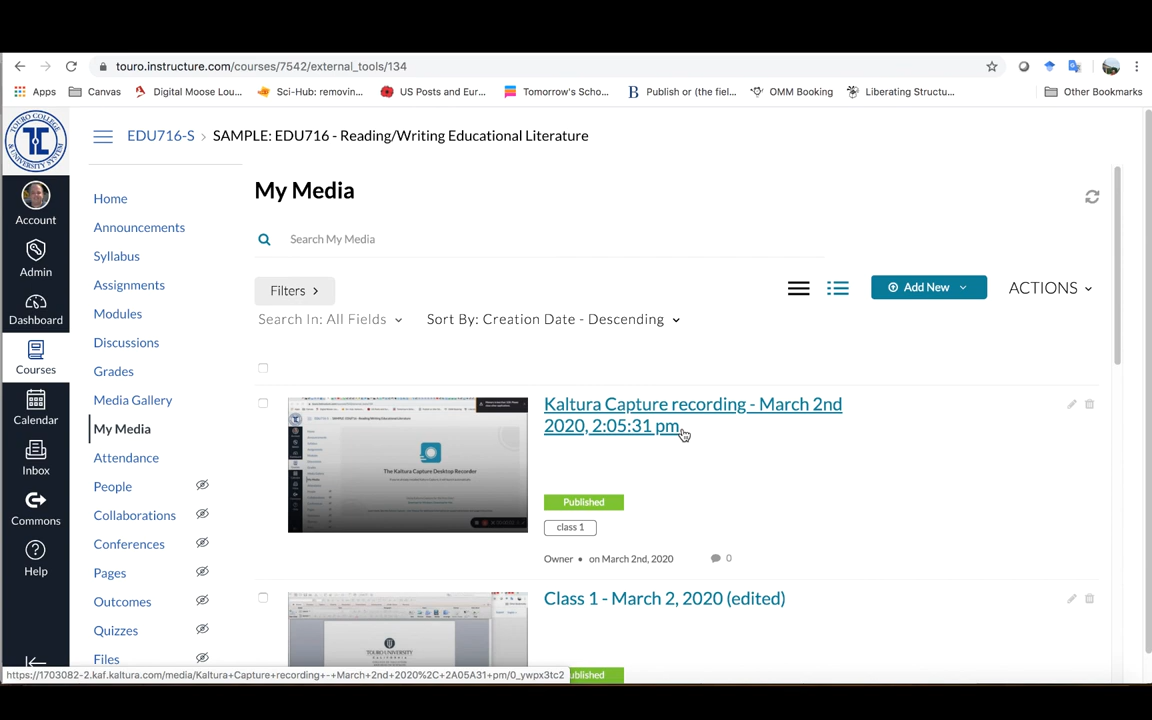 touro.instructure.com/courses/7542/external_tools/134
Apps
Canvas
Digital Moose Lou...
Sci-Hub: removin...
US Posts and Eur...
Tomorrow's Scho...
Publish or (the fiel...
OMM Booking
Liberating Structu...
Other Bookmarks
EDU716-S › SAMPLE: EDU716 - Reading/Writing Educational Literature
Account
Admin
Dashboard
Courses
Calendar
Inbox
Commons
Help
Home
Announcements
Syllabus
Assignments
Modules
Discussions
Grades
Media Gallery
My Media
Attendance
People
Collaborations
Conferences
Pages
Outcomes
Quizzes
Files
My Media
Search My Media
Filters
Add New
ACTIONS
Search In: All Fields
Sort By: Creation Date - Descending
The Kaltura Capture Desktop Recorder
Kaltura Capture recording - March 2nd
2020, 2:05:31 pm
Published
class 1
Owner • on March 2nd, 2020
0
TOURO UNIVERSITY
CALIFORNIA
Class 1 - March 2, 2020 (edited)
https://1703082-2.kaf.kaltura.com/media/Kaltura+Capture+recording+-+March+2nd+2020%2C+2A05A31+pm/0_ywpx3tc2
ublished